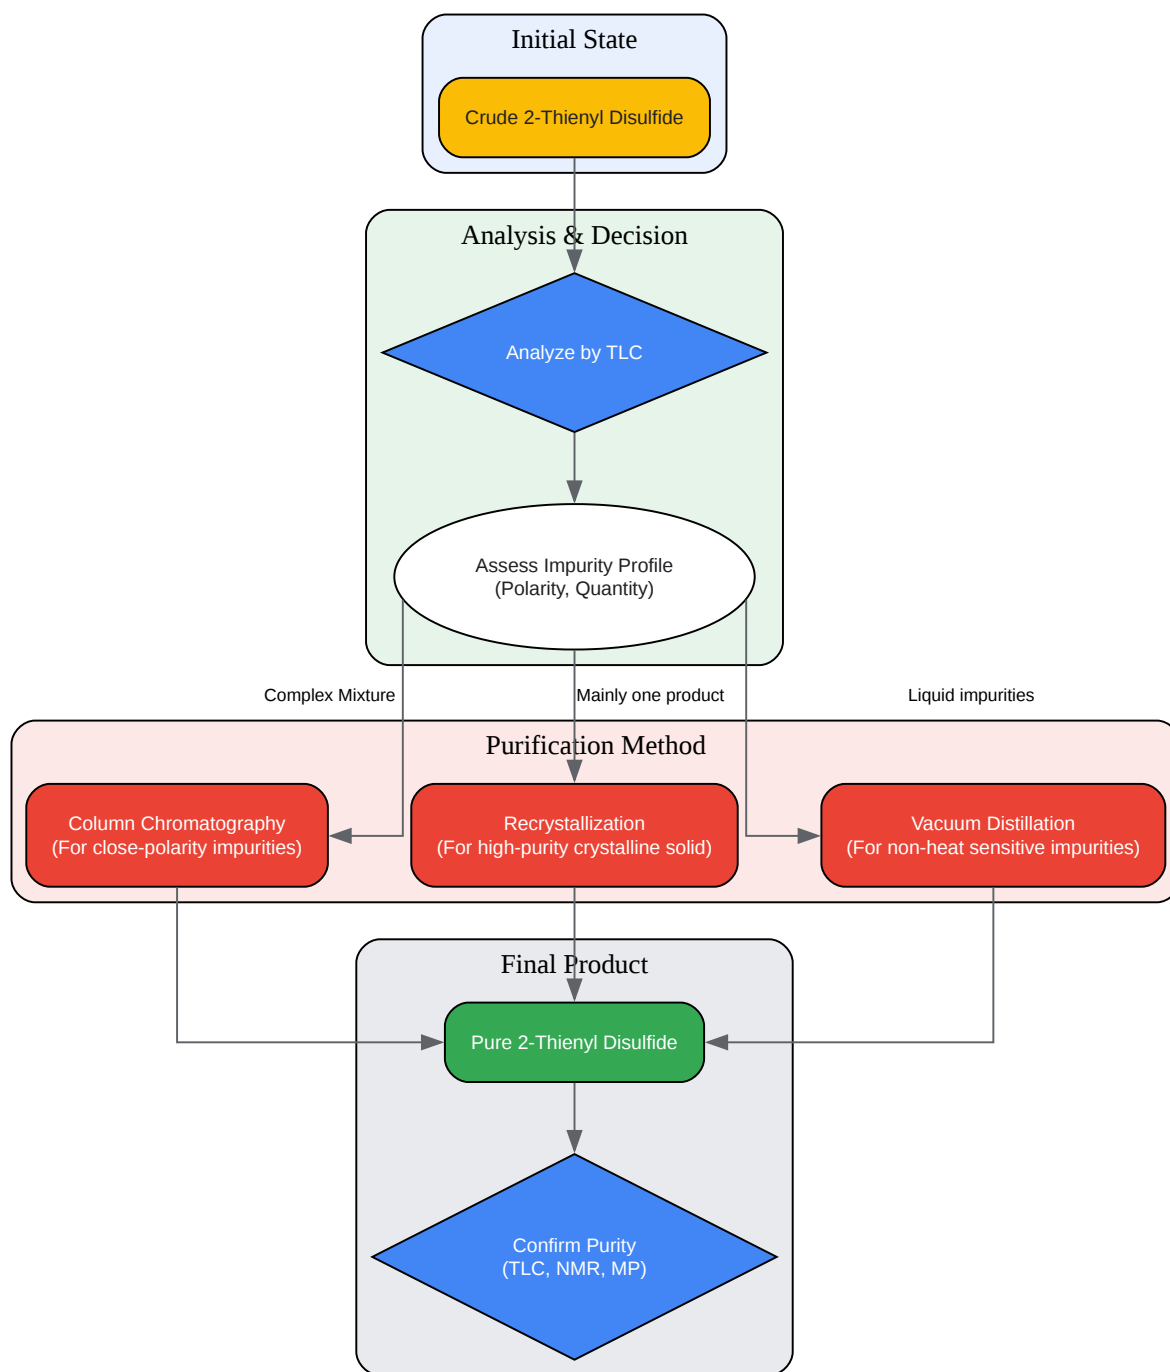 Initial State
Crude 2-Thienyl Disulfide
Analysis & Decision
Analyze by TLC
Assess Impurity Profile
(Polarity, Quantity)
Complex Mixture
Mainly one product
Liquid impurities
Purification Method
Column Chromatography
(For close-polarity impurities)
Recrystallization
(For high-purity crystalline solid)
Vacuum Distillation
(For non-heat sensitive impurities)
Final Product
Pure 2-Thienyl Disulfide
Confirm Purity
(TLC, NMR, MP)